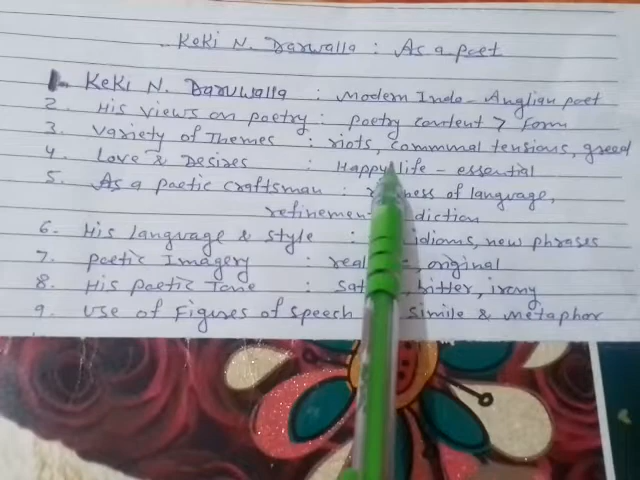 Keki N. Daruwalla : As a poet
1. Keki N. Daruwalla : Modern Indo-Anglian poet
2. His views on poetry : poetry content > form
3. Variety of Themes : riots, communal tensions, greed
4. Love & Desires : Happy life - essential
5. As a poetic craftsman : of language,
refinement diction
6. His Language & style : idioms, new phrases
7. Poetic Imagery : original
8. His Poetic Tone : bitter, irony
9. Use of Figures of Speech Simile & Metaphor